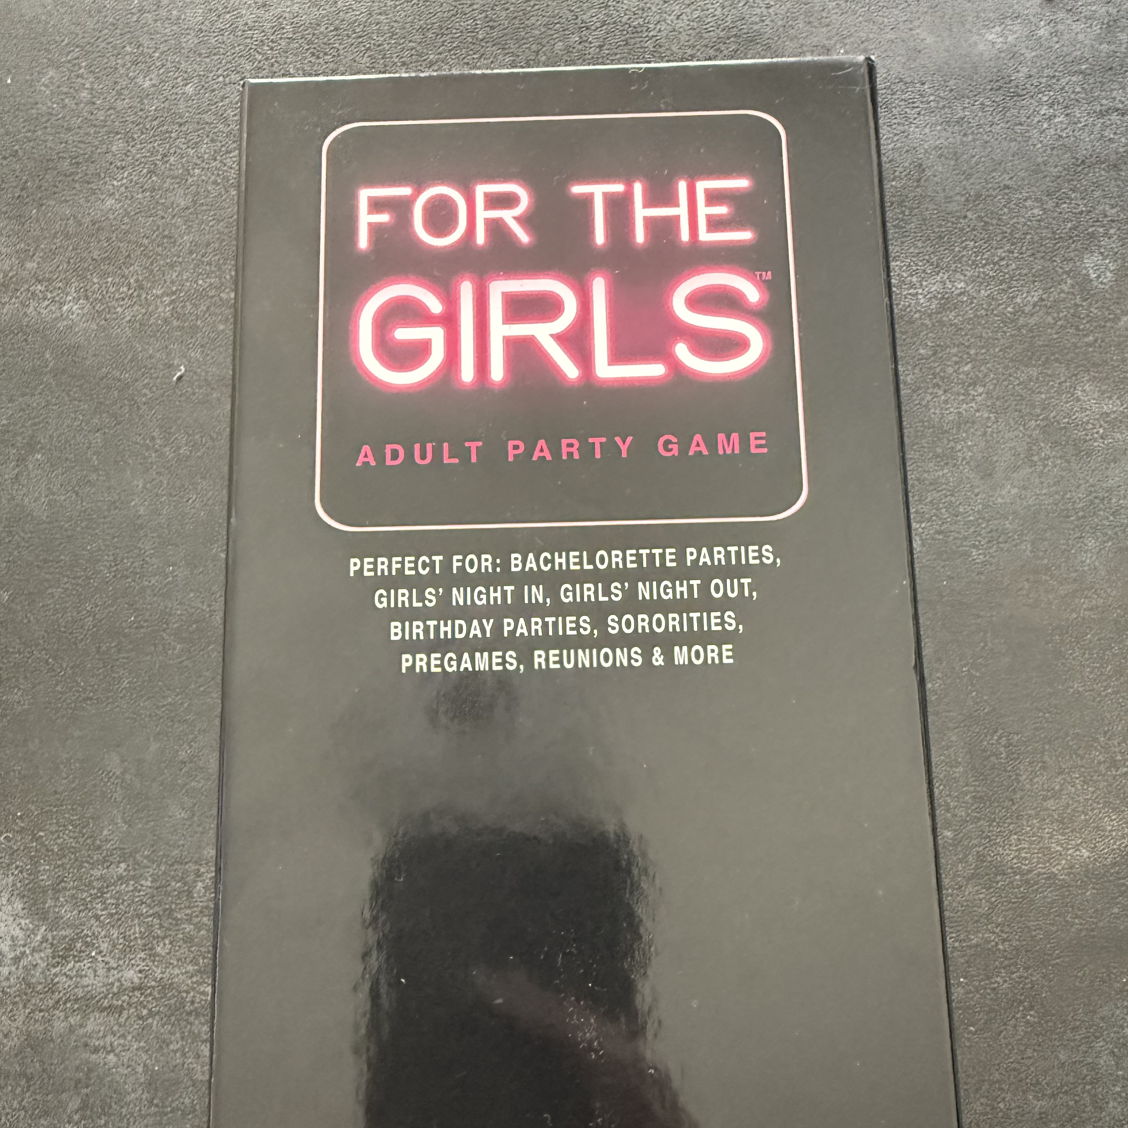 FOR THE
GIRLS™
ADULT PARTY GAME
PERFECT FOR: BACHELORETTE PARTIES,
GIRLS’ NIGHT IN, GIRLS’ NIGHT OUT,
BIRTHDAY PARTIES, SORORITIES,
PREGAMES, REUNIONS & MORE